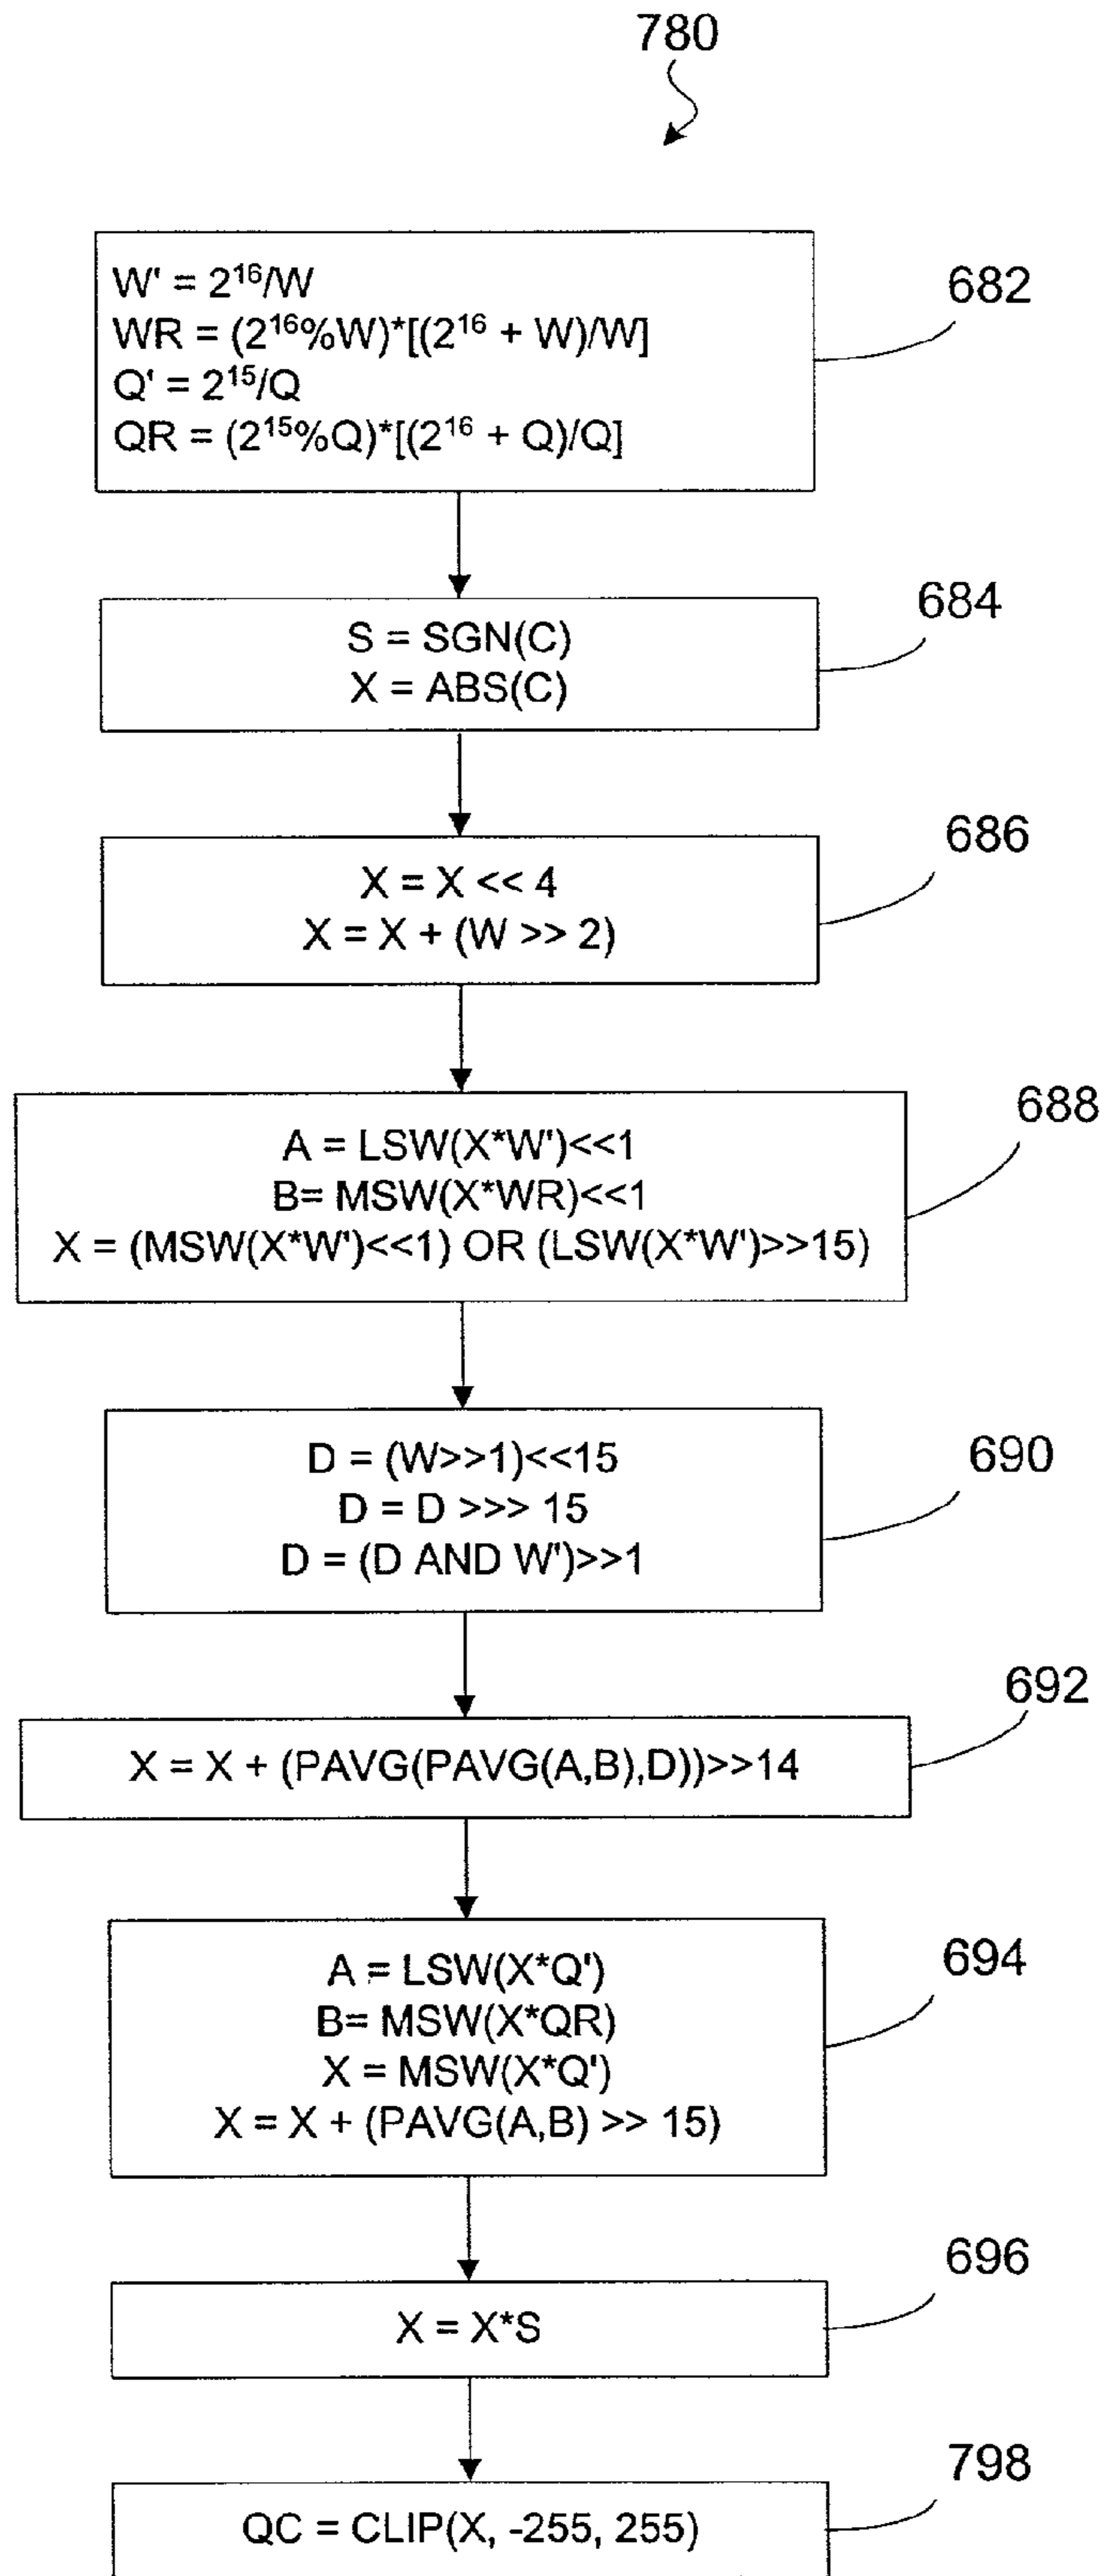 780
W' = 2¹⁶/W
WR = (2¹⁶%W)*[(2¹⁶ + W)/W]
Q' = 2¹⁵/Q
QR = (2¹⁵%Q)*[(2¹⁶ + Q)/Q]
682
S = SGN(C)
X = ABS(C)
684
X = X << 4
X = X + (W >> 2)
686
A = LSW(X*W')<<1
B= MSW(X*WR)<<1
X = (MSW(X*W')<<1) OR (LSW(X*W')>>15)
688
D = (W>>1)<<15
D = D >>> 15
D = (D AND W')>>1
690
X = X + (PAVG(PAVG(A,B),D))>>14
692
A = LSW(X*Q')
B= MSW(X*QR)
X = MSW(X*Q')
X = X + (PAVG(A,B) >> 15)
694
X = X*S
696
QC = CLIP(X, -255, 255)
798